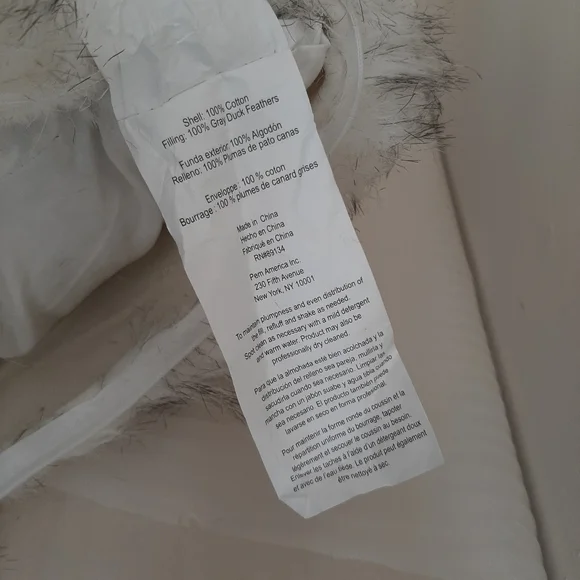 Shell: 100% Cotton
Filling: 100% Gray Duck Feathers
Funda exterior: 100% Algodón
Relleno: 100% Plumas de pato canas
Enveloppe: 100 % coton
Bourrage : 100 % plumes de canard grises
Made in China
Hecho en China
Fabriqué en China
RN#89134
Pem America Inc.
230 Fifth Avenue
New York, NY 10001
To maintain plumpness and even distribution of
the fill, refluff and shake as needed.
Spot clean as necessary with a mild detergent
and warm water. Product may also be
professionally dry cleaned.
Para que la almohada esté bien acolchada y la
distribución del relleno sea pareja, mullirla y
sacudirla cuando sea necesario. Limpiar las
mancha con un jabón suabe y agua tibia cuando
sea necesario. El producto también puede
lavarse en seco en forma profesional.
Pour maintenir la forme ronde du coussin et la
répartition uniforme du bourrage, tapoter
légèrement et secouer le coussin au besoin.
Enlever les taches à l'aide d'un détergeant doux
et avec de l'eau tiède. Le produit peut également
être nettoyé à sec.